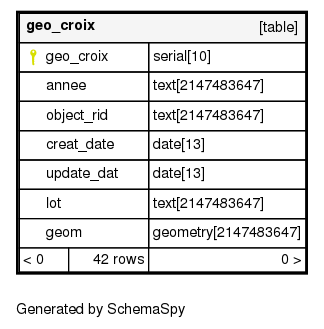 geo_croix [table]
geo_croix serial[10]
annee text[2147483647]
object_rid text[2147483647]
creat_date date[13]
update_dat date[13]
lot text[2147483647]
geom geometry[2147483647]
< 0 42 rows 0 >
Generated by SchemaSpy